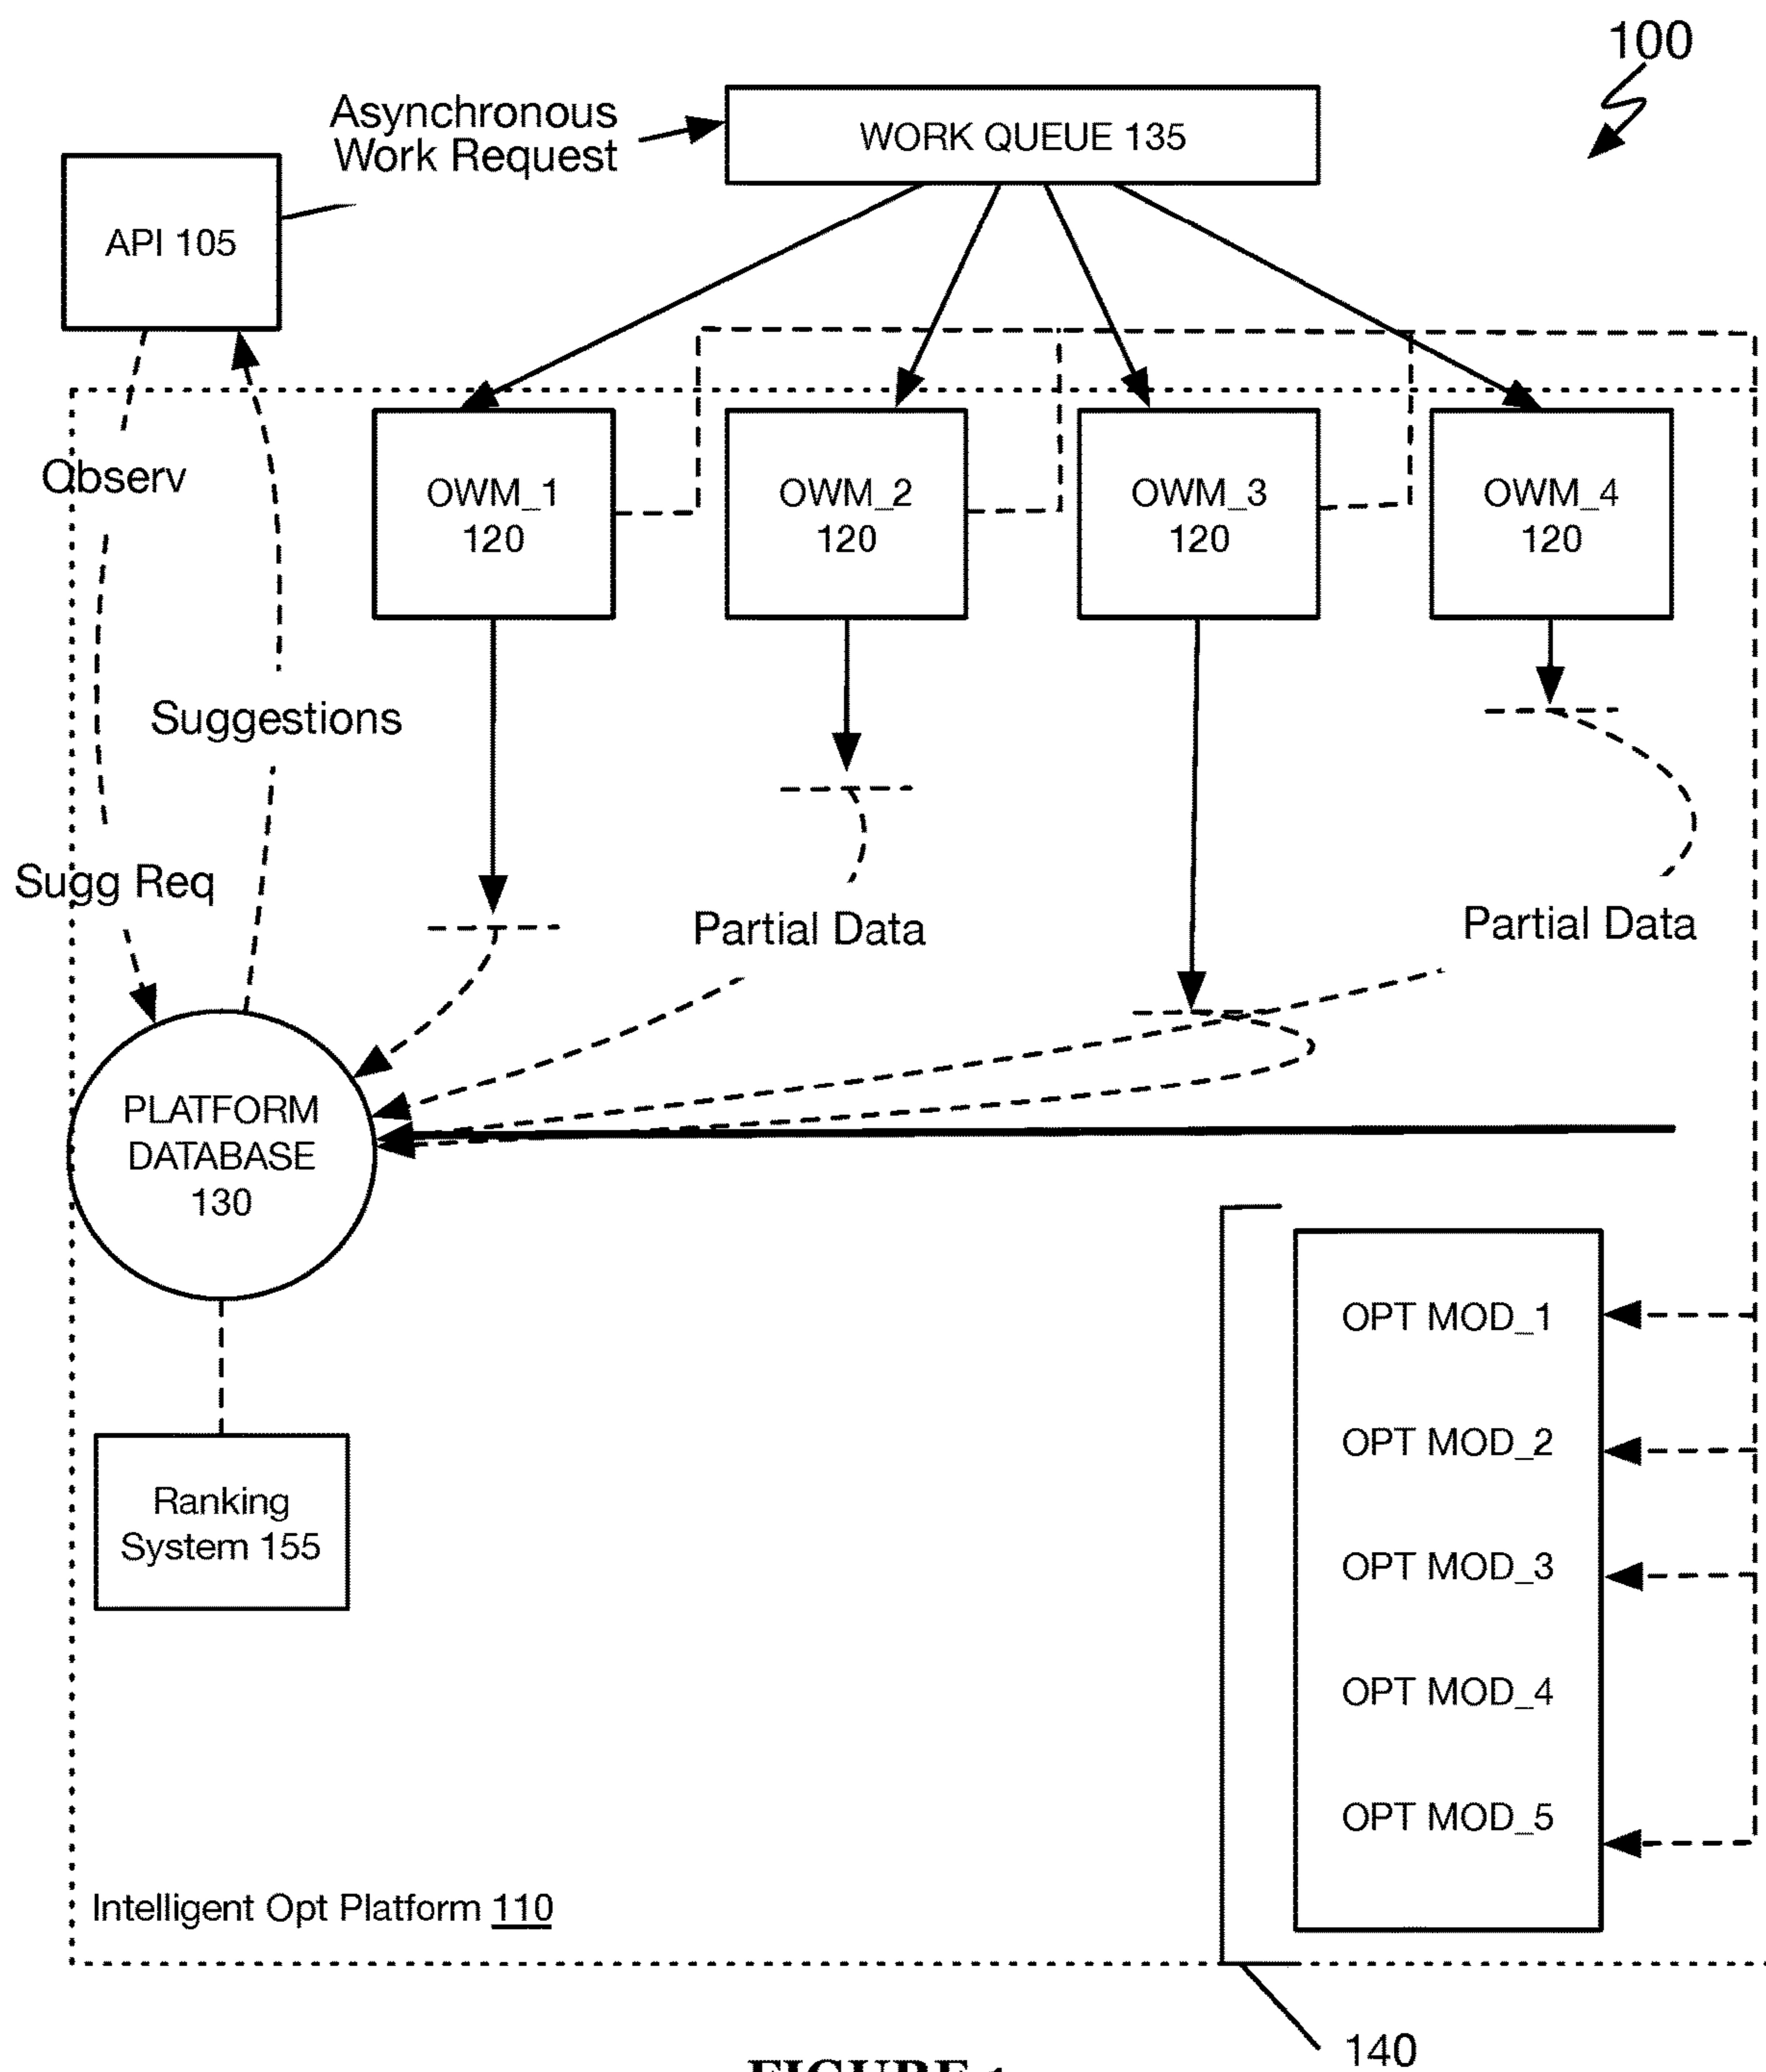 100
Asynchronous
Work Request
WORK QUEUE 135
API 105
Observ
OWM_1
120
OWM_2
120
OWM_3
120
OWM_4
120
Suggestions
Sugg Req
Partial Data
Partial Data
PLATFORM
DATABASE
130
OPT MOD_1
OPT MOD_2
OPT MOD_3
OPT MOD_4
OPT MOD_5
Ranking
System 155
Intelligent Opt Platform 110
140
FIGURE 1